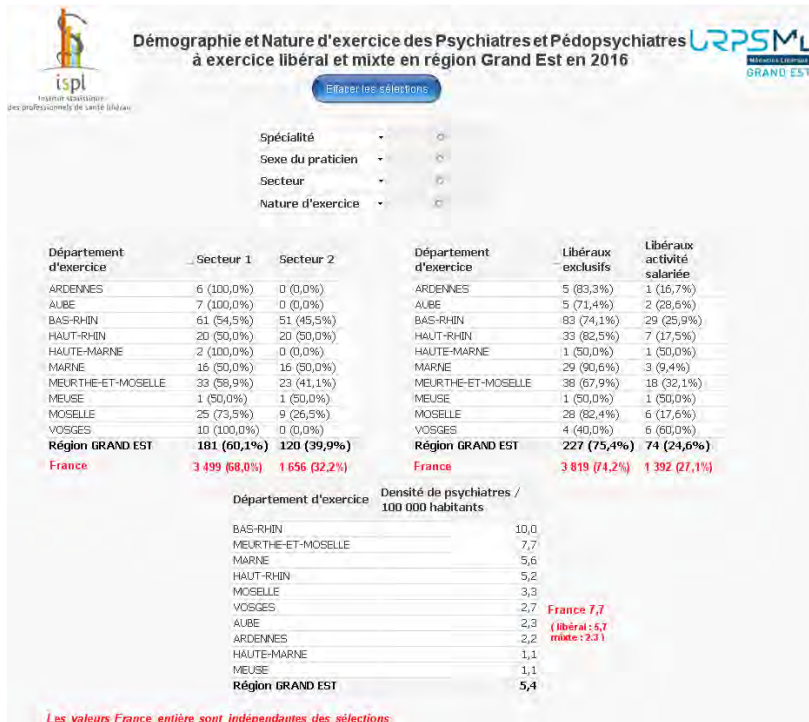 Démographie et Nature d'exercice des Psychiatres et Pédopsychiatres
à exercice libéral et mixte en région Grand Est en 2016
ispl
Institut statistique
des professionnels de santé libéraux
URPSML
Médecins Libéraux
GRAND EST
Effacer les sélections
Spécialité
Sexe du praticien
Secteur
Nature d'exercice
Département d'exercice Secteur 1 Secteur 2
ARDENNES 6 (100,0%) 0 (0,0%)
AUBE 7 (100,0%) 0 (0,0%)
BAS-RHIN 61 (54,5%) 51 (45,5%)
HAUT-RHIN 20 (50,0%) 20 (50,0%)
HAUTE-MARNE 2 (100,0%) 0 (0,0%)
MARNE 16 (50,0%) 16 (50,0%)
MEURTHE-ET-MOSELLE 33 (58,9%) 23 (41,1%)
MEUSE 1 (50,0%) 1 (50,0%)
MOSELLE 25 (73,5%) 9 (26,5%)
VOSGES 10 (100,0%) 0 (0,0%)
Région GRAND EST 181 (60,1%) 120 (39,9%)
France 3 499 (68,0%) 1 656 (32,2%)
Département d'exercice Libéraux exclusifs Libéraux activité salariée
ARDENNES 5 (83,3%) 1 (16,7%)
AUBE 5 (71,4%) 2 (28,6%)
BAS-RHIN 83 (74,1%) 29 (25,9%)
HAUT-RHIN 33 (82,5%) 7 (17,5%)
HAUTE-MARNE 1 (50,0%) 1 (50,0%)
MARNE 29 (90,6%) 3 (9,4%)
MEURTHE-ET-MOSELLE 38 (67,9%) 18 (32,1%)
MEUSE 1 (50,0%) 1 (50,0%)
MOSELLE 28 (82,4%) 6 (17,6%)
VOSGES 4 (40,0%) 6 (60,0%)
Région GRAND EST 227 (75,4%) 74 (24,6%)
France 3 819 (74,2%) 1 392 (27,1%)
Département d'exercice Densité de psychiatres / 100 000 habitants
BAS-RHIN 10,0
MEURTHE-ET-MOSELLE 7,7
MARNE 5,6
HAUT-RHIN 5,2
MOSELLE 3,3
VOSGES 2,7
AUBE 2,3
ARDENNES 2,2
HAUTE-MARNE 1,1
MEUSE 1,1
Région GRAND EST 5,4
France 7,7
( libéral : 5,7
mixte : 2.3 )
Les valeurs France entière sont indépendantes des sélections